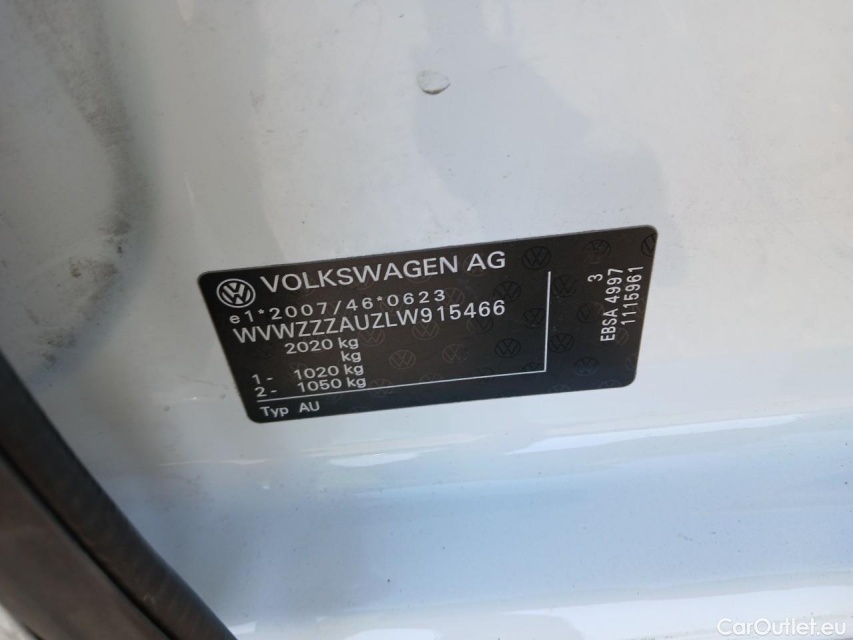 VOLKSWAGEN AG
e1*2007/46*0623
WVWZZZAUZLW915466
2020 kg
kg
1- 1020 kg
2- 1050 kg
Typ AU
3
EBSA 4997
1115961
CarOutlet.eu